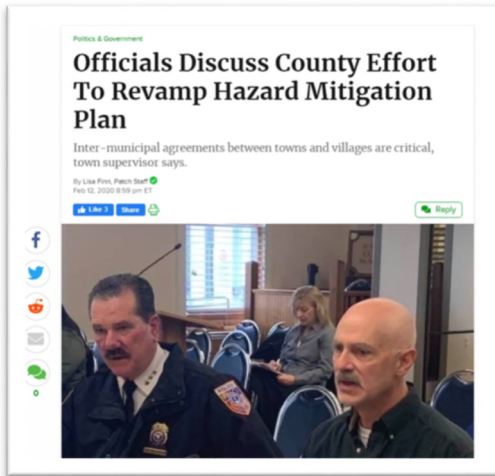 Politics & Government
Officials Discuss County Effort
To Revamp Hazard Mitigation
Plan
Inter-municipal agreements between towns and villages are critical,
town supervisor says.
By Lisa Finn, Patch Staff
Feb 12, 2020 8:59 pm ET
Like 3 Share
Reply
0